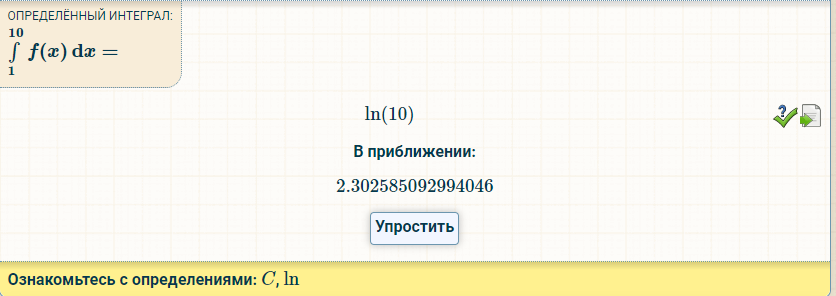 ОПРЕДЕЛЁННЫЙ ИНТЕГРАЛ:
10
∫ f(x) dx =
1
ln(10)
В приближении:
2.302585092994046
Упростить
Ознакомьтесь с определениями: C, ln